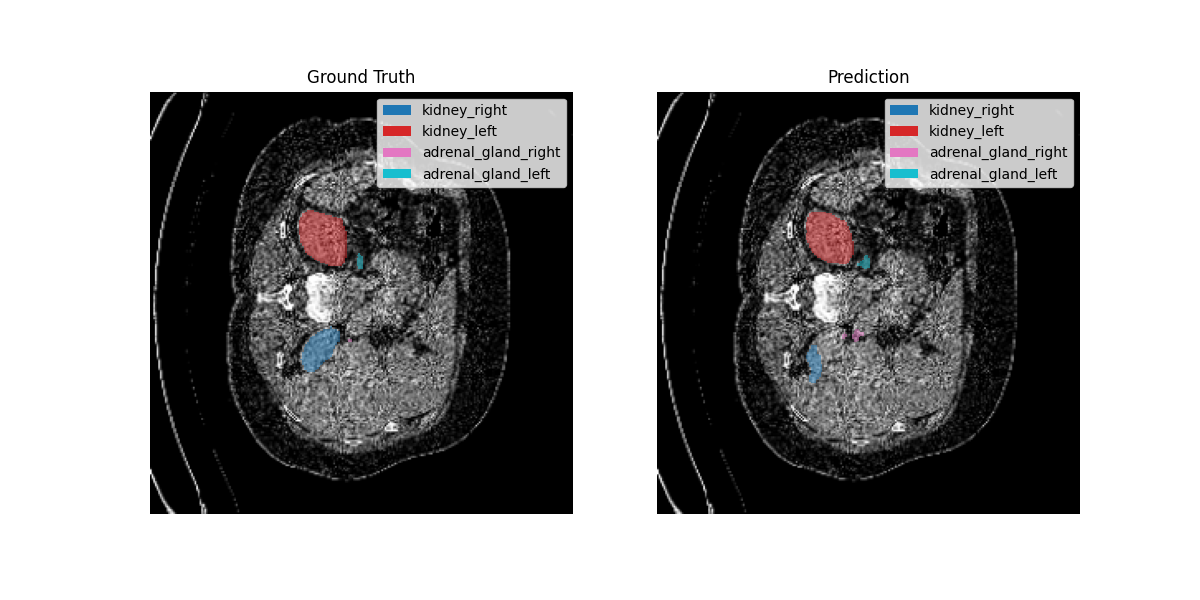 Ground Truth
kidney_right
kidney_left
adrenal_gland_right
adrenal_gland_left
Prediction
kidney_right
kidney_left
adrenal_gland_right
adrenal_gland_left